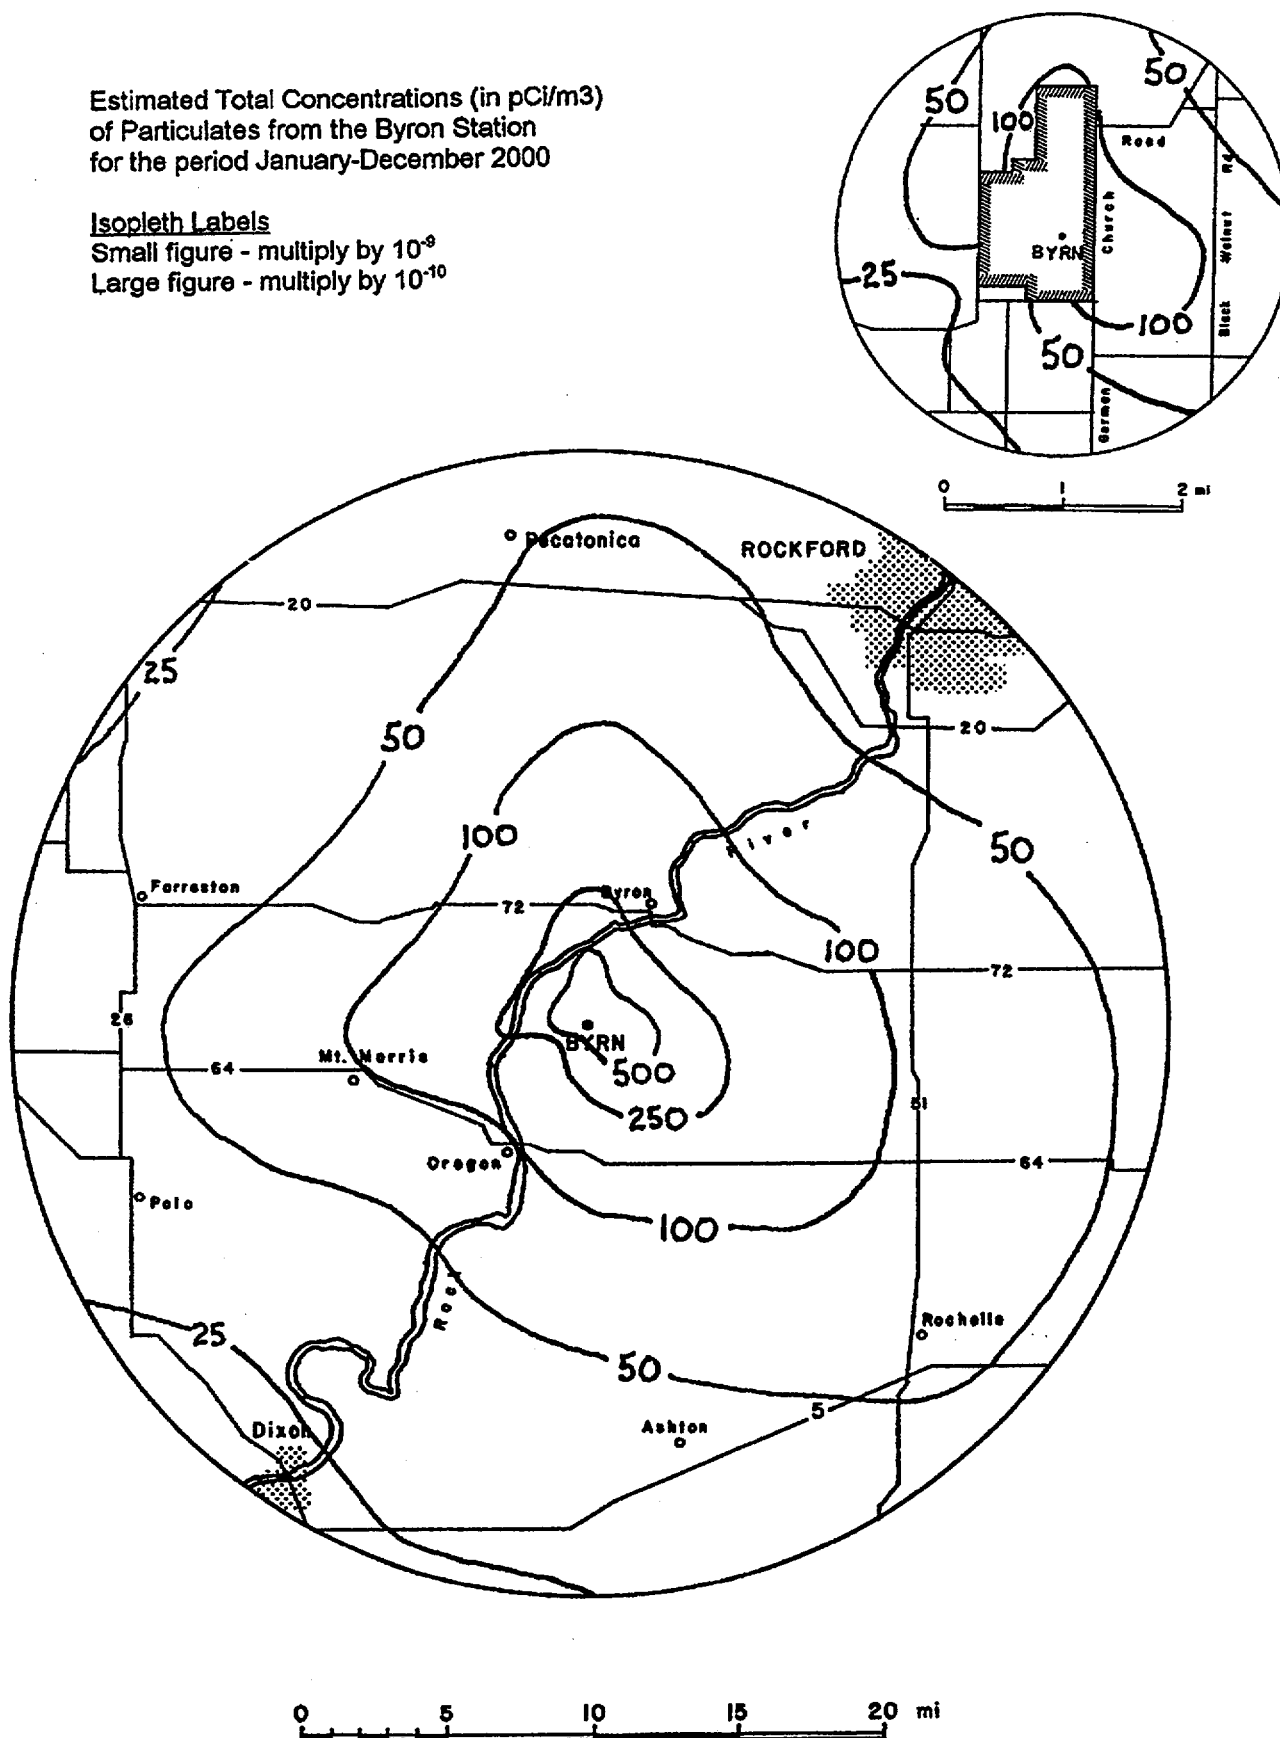 Estimated Total Concentrations (in pCi/m3)
of Particulates from the Byron Station
for the period January-December 2000
Isopleth Labels
Small figure - multiply by 10⁻⁹
Large figure - multiply by 10⁻¹⁰
50
50
100
Road
Black Walnut Rd
German Church
BYRN
25
100
50
0 1 2 mi
Pecatonica
ROCKFORD
20
25
50
20
100
River
50
Forreston
72
Byron
100
72
26
BYRN
Mt. Morris
64
500
250
51
Oregon
64
Polo
100
Rock
Rochelle
25
50
5
Dixon
Ashton
0 5 10 15 20 mi